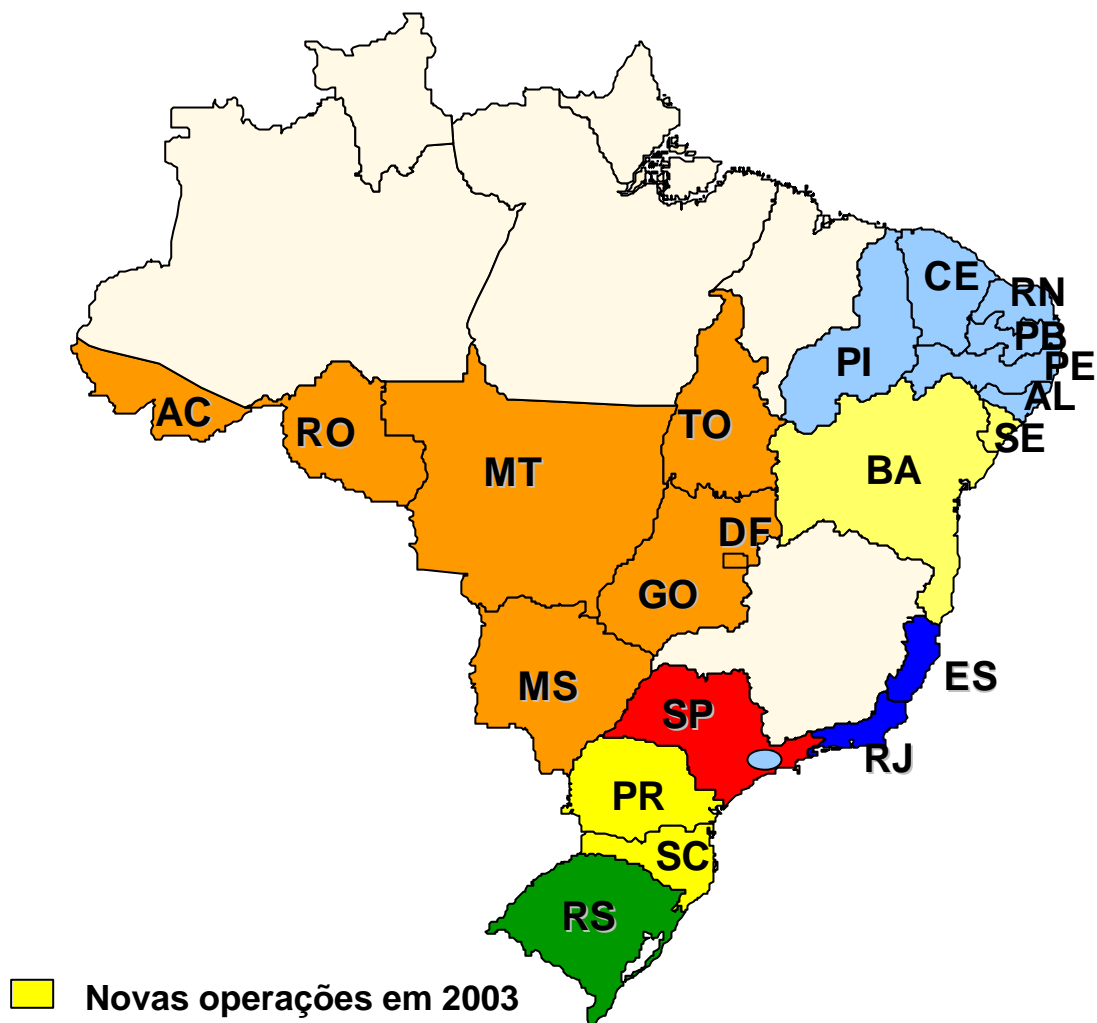 CE
RN
PB
PI
PE
AL
AC
RO
TO
SE
MT
BA
DF
GO
MS
ES
SP
RJ
PR
SC
RS
Novas operações em 2003